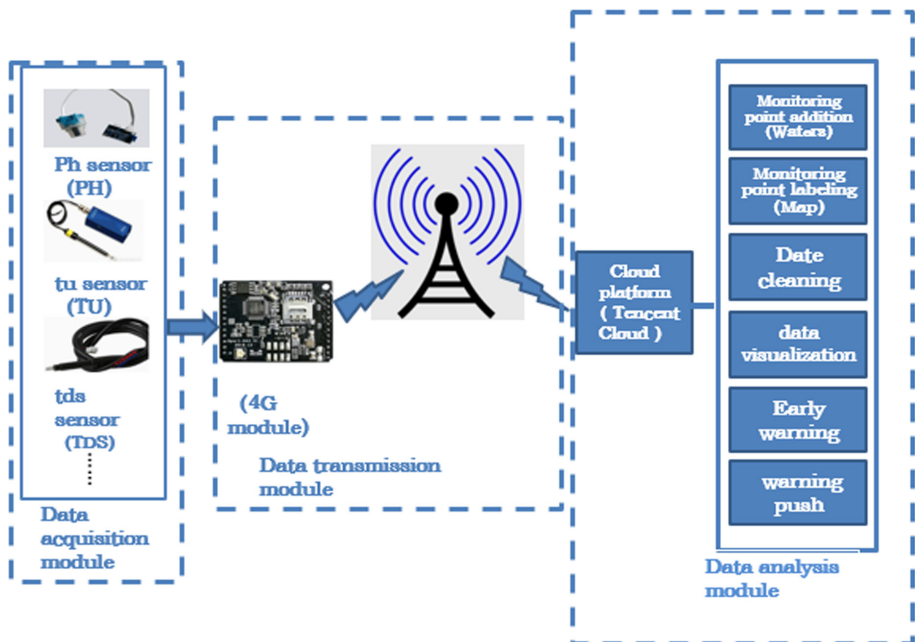 Ph sensor
(PH)
tu sensor
(TU)
tds
sensor
(TDS)
......
Data
acquisition
module
(4G
module)
Data transmission
module
Cloud
platform
( Tencent
Cloud )
Monitoring
point addition
(Waters)
Monitoring
point labeling
(Map)
Date
cleaning
data
visualization
Early
warning
warning
push
Data analysis
module